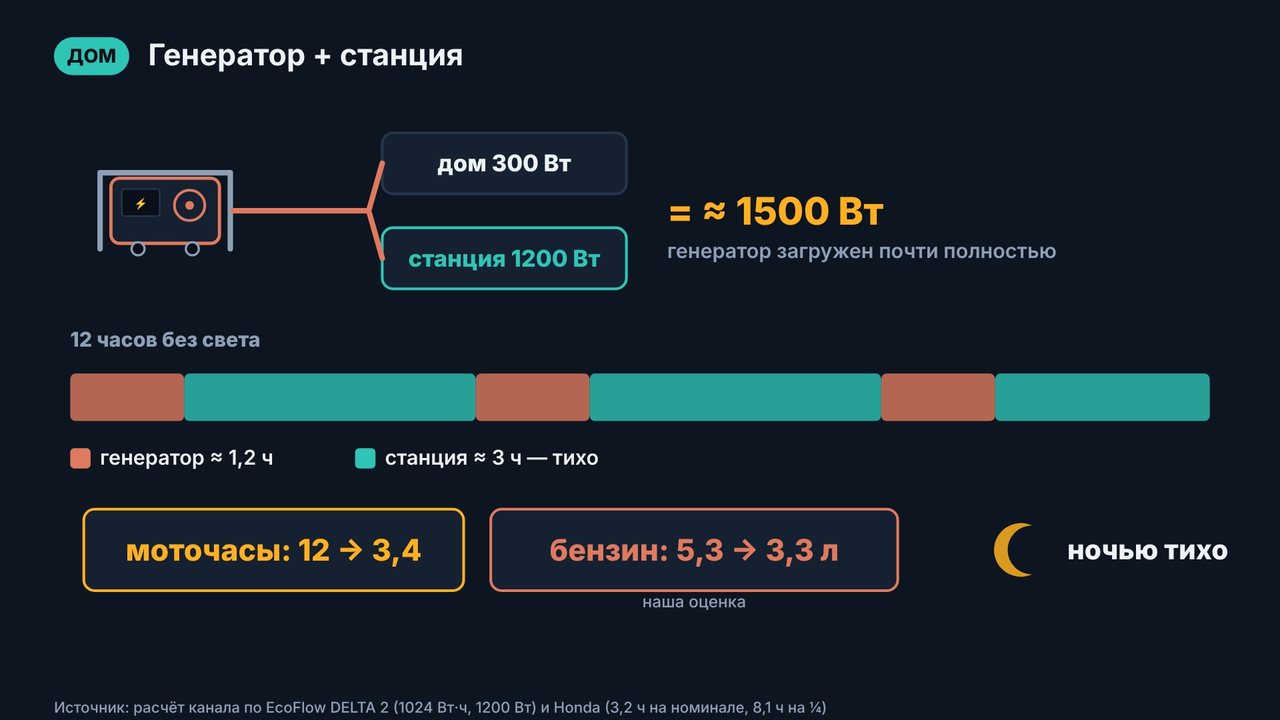 дом Генератор + станция
дом 300 Вт
станция 1200 Вт
= ≈ 1500 Вт
генератор загружен почти полностью
12 часов без света
генератор ≈ 1,2 ч
станция ≈ 3 ч — тихо
моточасы: 12 → 3,4
бензин: 5,3 → 3,3 л
ночью тихо
наша оценка
Источник: расчёт канала по EcoFlow DELTA 2 (1024 Вт·ч, 1200 Вт) и Honda (3,2 ч на номинале, 8,1 ч на ¼)